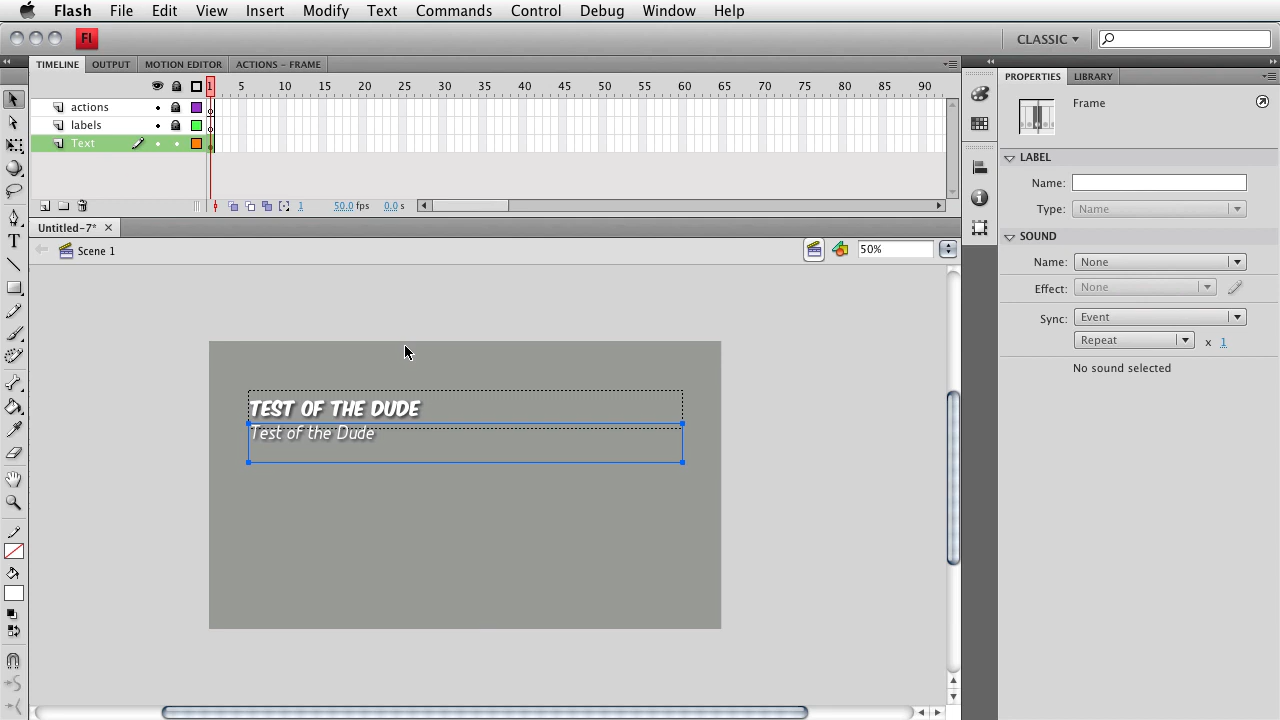 Flash File Edit View Insert Modify Text Commands Control Debug Window Help
Fl CLASSIC
TIMELINE OUTPUT MOTION EDITOR ACTIONS – FRAME
1 5 10 15 20 25 30 35 40 45 50 55 60 65 70 75 80 85 90
actions
labels
Text
1 50.0 fps 0.0 s
Untitled-7*
Scene 1
50%
TEST OF THE DUDE
Test of the Dude
PROPERTIES LIBRARY
Frame
LABEL
Name:
Type: Name
SOUND
Name: None
Effect: None
Sync: Event
Repeat x 1
No sound selected